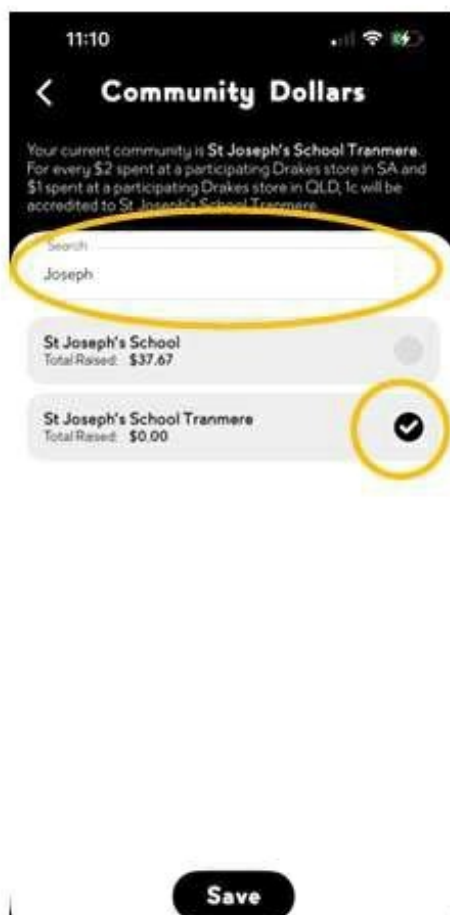 11:10
Community Dollars
Your current community is St Joseph's School Tranmere.
For every $2 spent at a participating Drakes store in SA and
$1 spent at a participating Drakes store in QLD, 1c will be
accredited to St Joseph's School Tranmere.
Search
Joseph
St Joseph's School
Total Raised: $37.67
St Joseph's School Tranmere
Total Raised: $0.00
Save